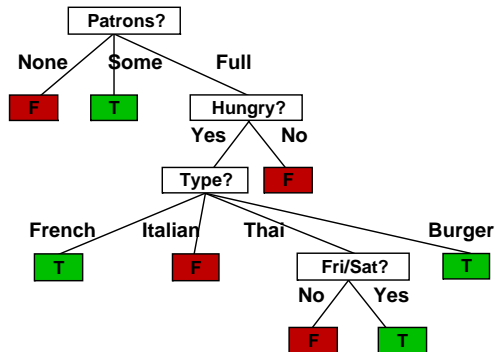 Patrons?
None Some Full
F T Hungry?
Yes No
Type? F
French Italian Thai Burger
T F Fri/Sat? T
No Yes
F T